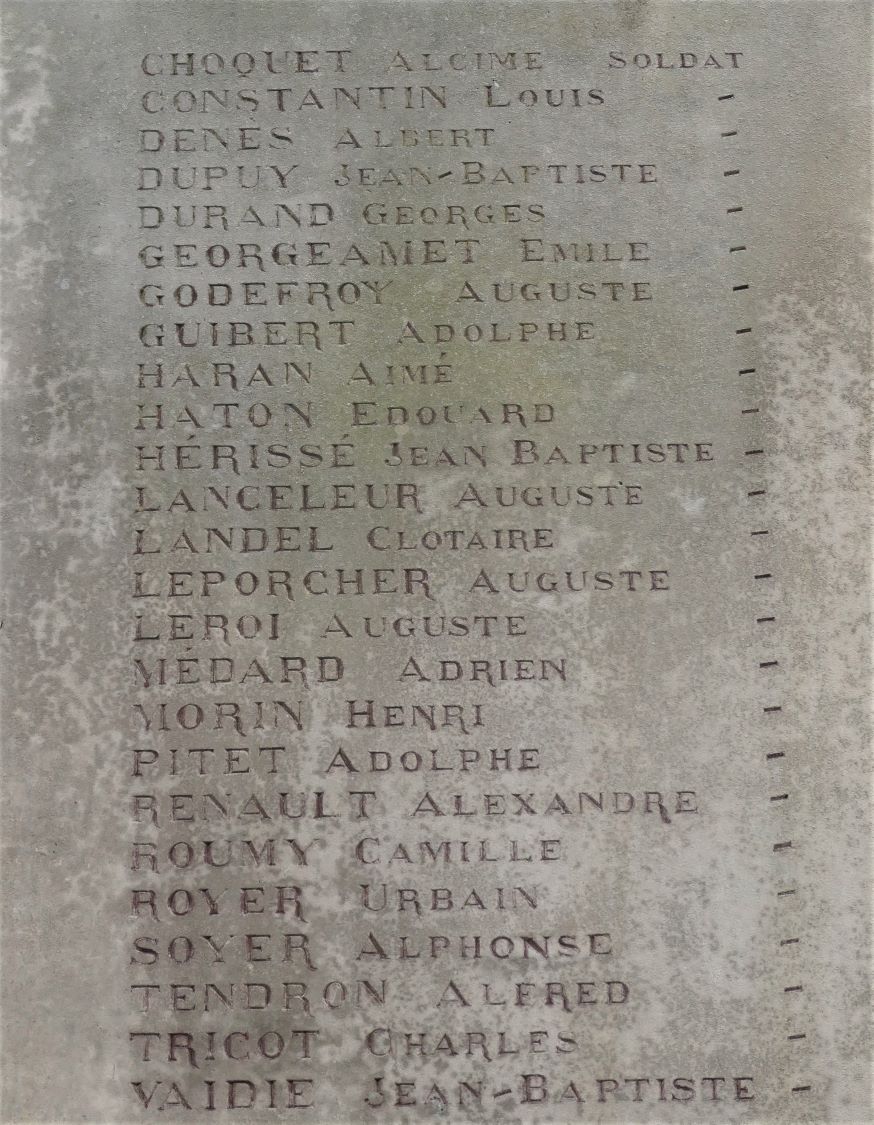 CHOQUET ALCIME SOLDAT
CONSTANTIN LOUIS -
DENÈS ALBERT -
DUPUY JEAN-BAPTISTE -
DURAND GEORGES -
GEORGEAMET EMILE -
GODEFROY AUGUSTE -
GUIBERT ADOLPHE -
HARAN AIMÉ -
HATON EDOUARD -
HÉRISSÉ JEAN BAPTISTE -
LANCELEUR AUGUSTE -
LANDEL CLOTAIRE -
LEPORCHER AUGUSTE -
LEROI AUGUSTE -
MÉDARD ADRIEN -
MORIN HENRI -
PITET ADOLPHE -
RENAULT ALEXANDRE -
ROUMY CAMILLE -
ROYER URBAIN -
SOYER ALPHONSE -
TENDRON ALFRED -
TRICOT CHARLES -
VAIDIE JEAN-BAPTISTE -